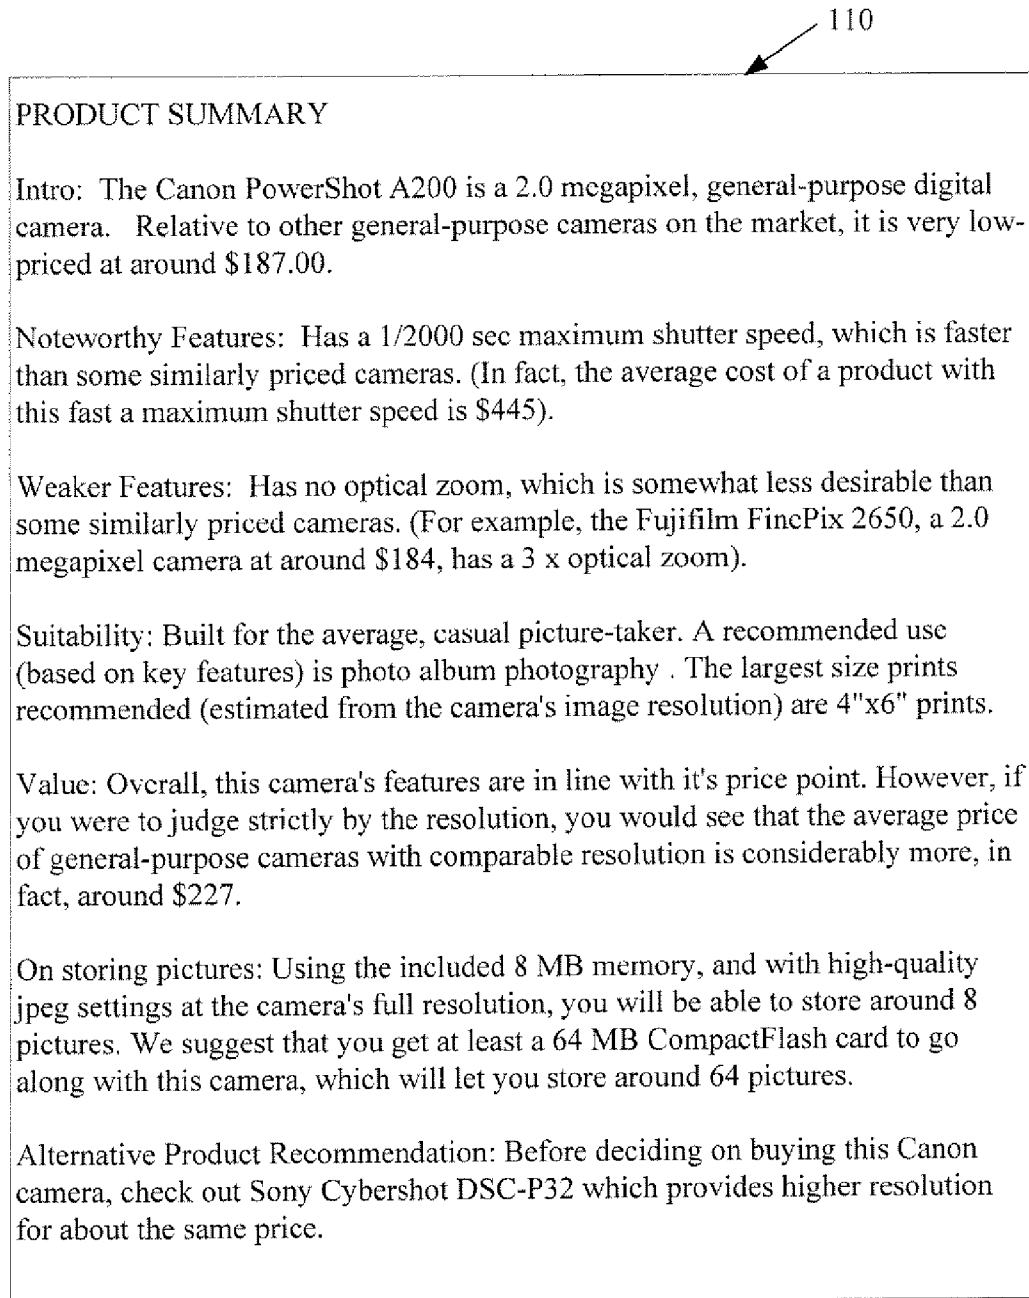 110
PRODUCT SUMMARY
Intro: The Canon PowerShot A200 is a 2.0 megapixel, general-purpose digital
camera. Relative to other general-purpose cameras on the market, it is very low-
priced at around $187.00.
Noteworthy Features: Has a 1/2000 sec maximum shutter speed, which is faster
than some similarly priced cameras. (In fact, the average cost of a product with
this fast a maximum shutter speed is $445).
Weaker Features: Has no optical zoom, which is somewhat less desirable than
some similarly priced cameras. (For example, the Fujifilm FinePix 2650, a 2.0
megapixel camera at around $184, has a 3 x optical zoom).
Suitability: Built for the average, casual picture-taker. A recommended use
(based on key features) is photo album photography . The largest size prints
recommended (estimated from the camera's image resolution) are 4"x6" prints.
Value: Overall, this camera's features are in line with it's price point. However, if
you were to judge strictly by the resolution, you would see that the average price
of general-purpose cameras with comparable resolution is considerably more, in
fact, around $227.
On storing pictures: Using the included 8 MB memory, and with high-quality
jpeg settings at the camera's full resolution, you will be able to store around 8
pictures. We suggest that you get at least a 64 MB CompactFlash card to go
along with this camera, which will let you store around 64 pictures.
Alternative Product Recommendation: Before deciding on buying this Canon
camera, check out Sony Cybershot DSC-P32 which provides higher resolution
for about the same price.